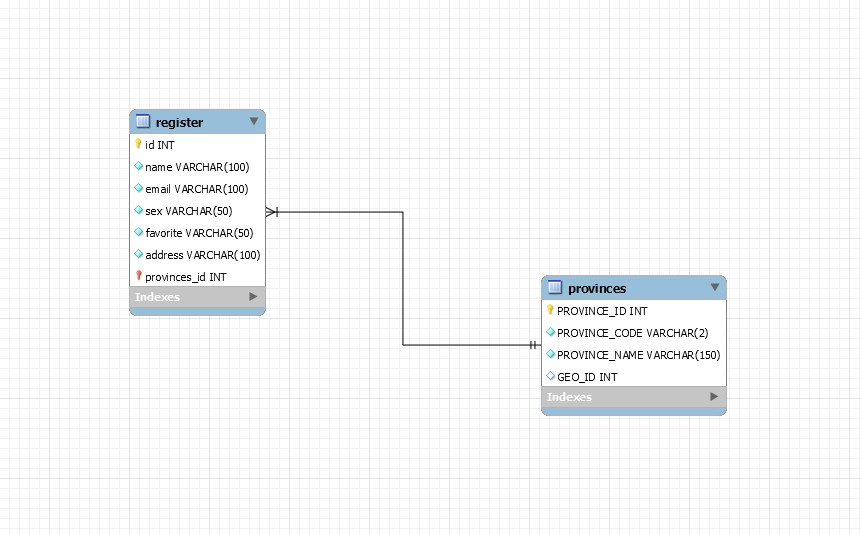 register
id INT
name VARCHAR(100)
email VARCHAR(100)
sex VARCHAR(50)
favorite VARCHAR(50)
address VARCHAR(100)
provinces_id INT
Indexes
provinces
PROVINCE_ID INT
PROVINCE_CODE VARCHAR(2)
PROVINCE_NAME VARCHAR(150)
GEO_ID INT
Indexes